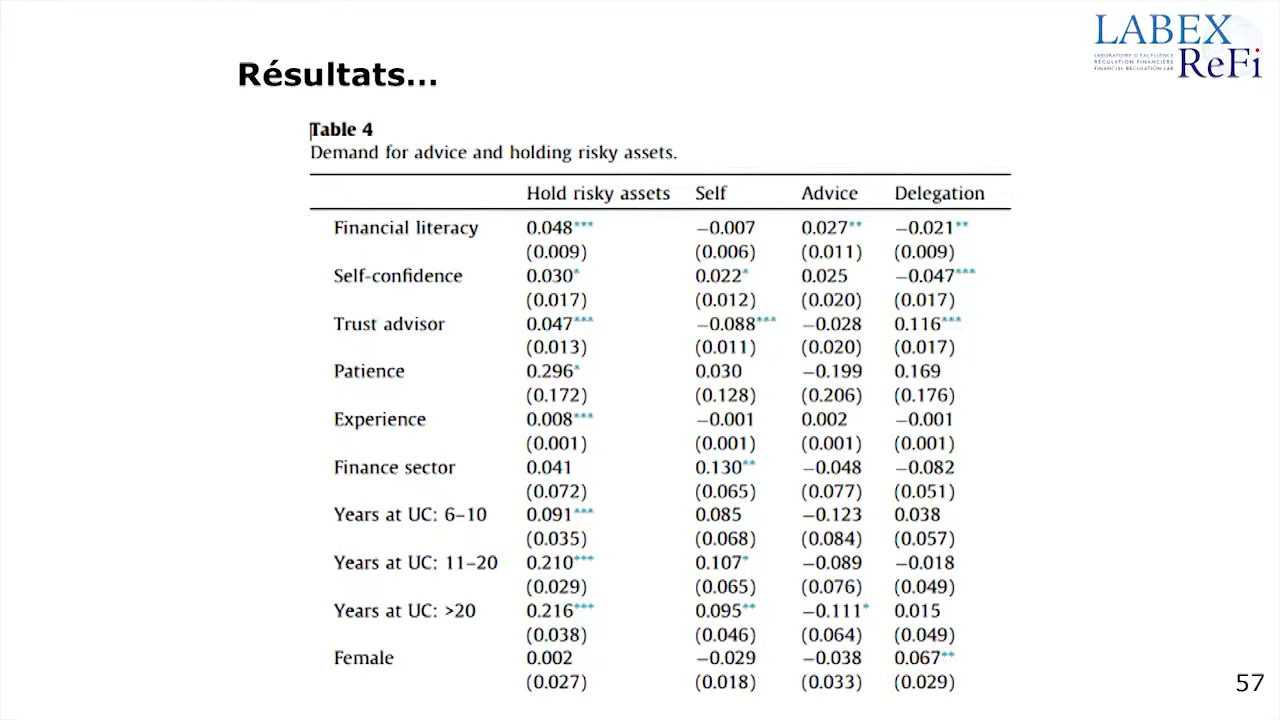 LABEX
LABORATOIRE D'EXCELLENCE
RÉGULATION FINANCIÈRE
FINANCIAL REGULATION LAB
ReFi
Résultats...
Table 4
Demand for advice and holding risky assets.
Hold risky assets Self Advice Delegation
Financial literacy 0.048*** −0.007 0.027** −0.021**
(0.009) (0.006) (0.011) (0.009)
Self-confidence 0.030* 0.022* 0.025 −0.047***
(0.017) (0.012) (0.020) (0.017)
Trust advisor 0.047*** −0.088*** −0.028 0.116***
(0.013) (0.011) (0.020) (0.017)
Patience 0.296* 0.030 −0.199 0.169
(0.172) (0.128) (0.206) (0.176)
Experience 0.008*** −0.001 0.002 −0.001
(0.001) (0.001) (0.001) (0.001)
Finance sector 0.041 0.130** −0.048 −0.082
(0.072) (0.065) (0.077) (0.051)
Years at UC: 6–10 0.091*** 0.085 −0.123 0.038
(0.035) (0.068) (0.084) (0.057)
Years at UC: 11–20 0.210*** 0.107* −0.089 −0.018
(0.029) (0.065) (0.076) (0.049)
Years at UC: >20 0.216*** 0.095** −0.111* 0.015
(0.038) (0.046) (0.064) (0.049)
Female 0.002 −0.029 −0.038 0.067**
(0.027) (0.018) (0.033) (0.029)
57